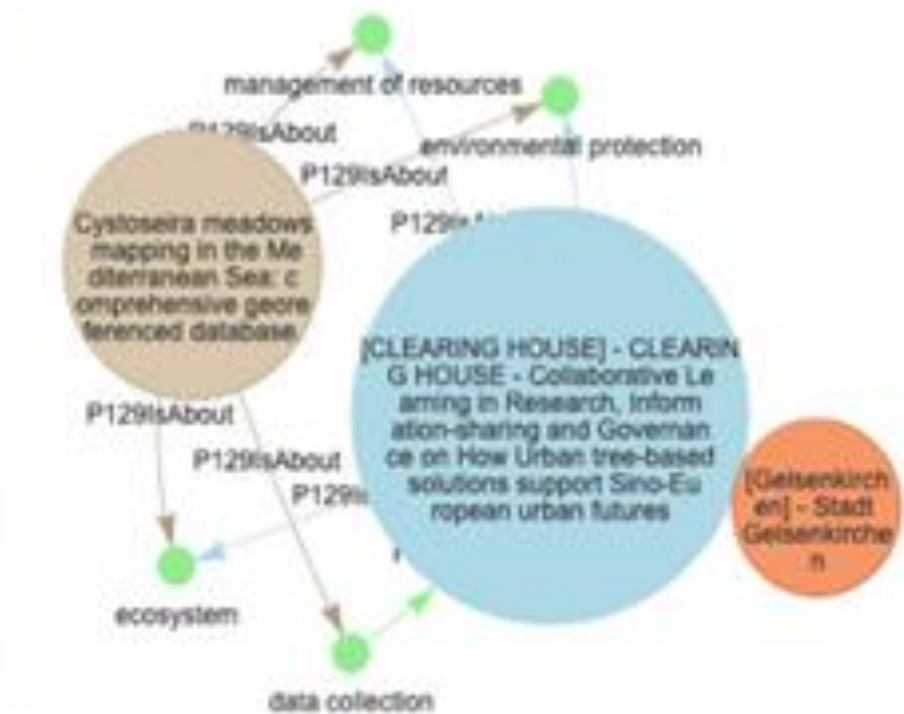 management of resources
P129IsAbout
environmental protection
P129IsAbout
Cystoseira meadows
mapping in the Me
diterranean Sea: c
omprehensive geore
ferenced database.
[CLEARING HOUSE] - CLEARIN
G HOUSE - Collaborative Le
arning in Research, Inform
ation-sharing and Governan
ce on How Urban tree-based
solutions support Sino-Eu
ropean urban futures
[Gelsenkirch
en] - Stadt
Gelsenkirche
n
P129IsAbout
P129IsAbout
ecosystem
data collection